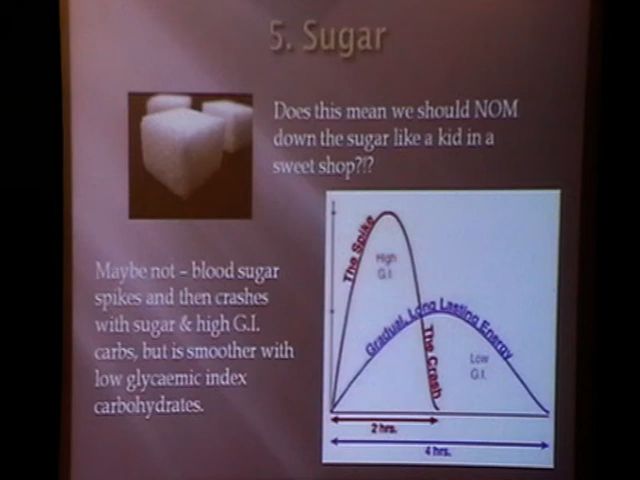 5. Sugar
Does this mean we should NOM
down the sugar like a kid in a
sweet shop?!?
Maybe not – blood sugar
spikes and then crashes
with sugar & high G.I.
carbs, but is smoother with
low glycaemic index
carbohydrates.
The Spike
High
G.I.
Gradual, Long Lasting Energy
The Crash
Low
G.I.
2 hrs.
4 hrs.